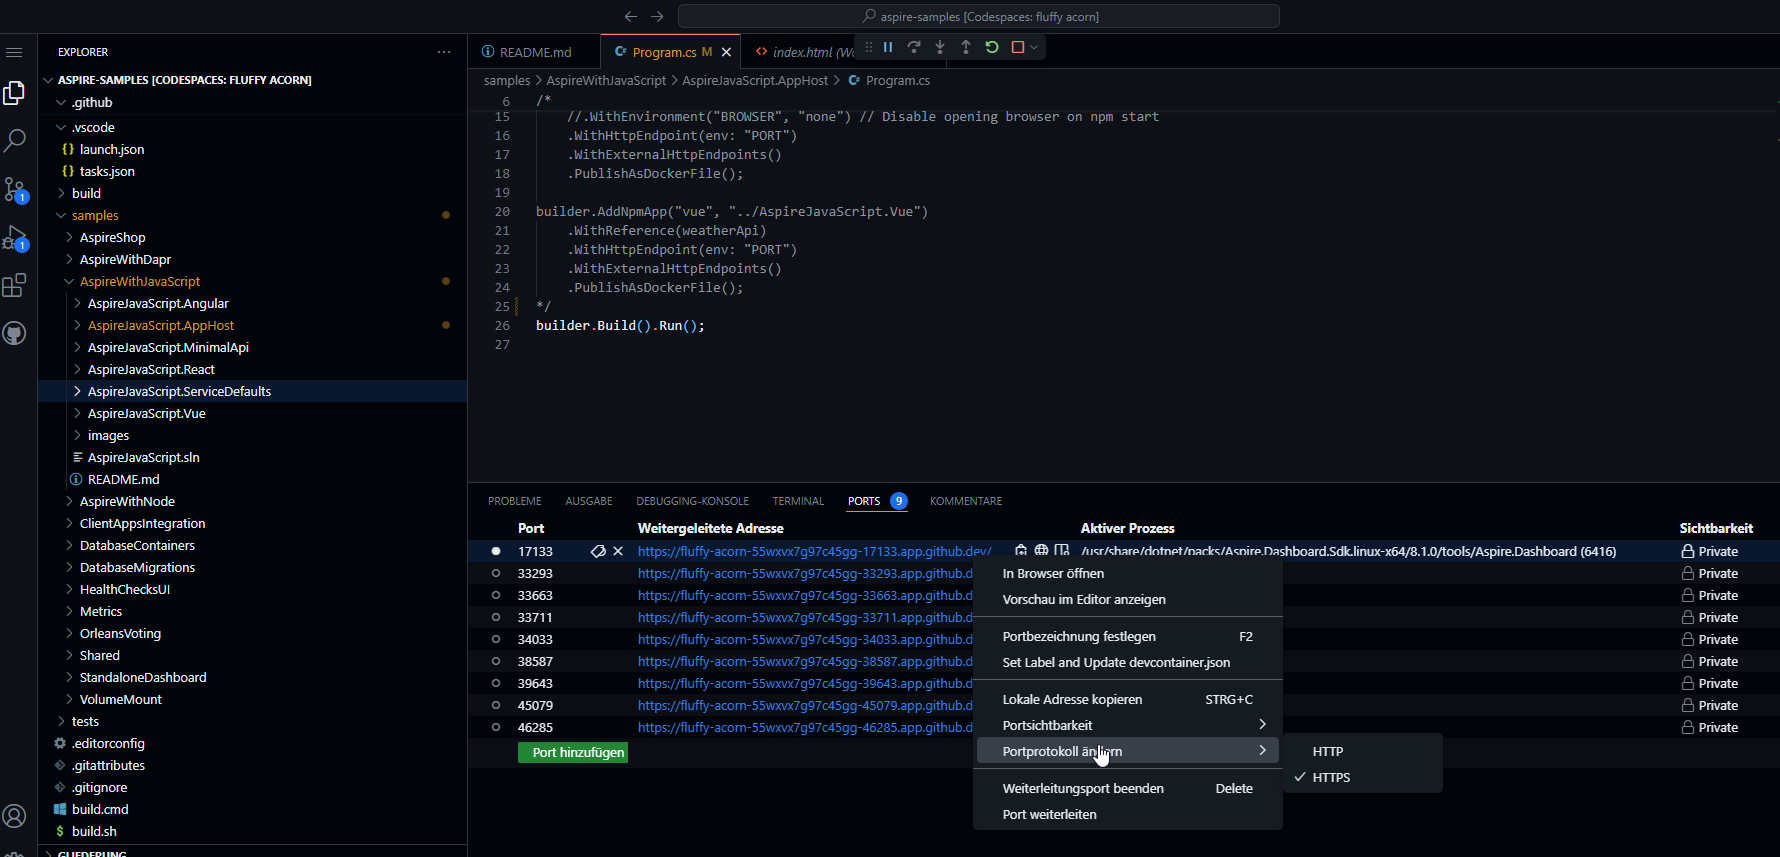 aspire-samples [Codespaces: fluffy acorn]
EXPLORER
ASPIRE-SAMPLES [CODESPACES: FLUFFY ACORN]
.github
.vscode
{} launch.json
{} tasks.json
build
samples
AspireShop
AspireWithDapr
AspireWithJavaScript
AspireJavaScript.Angular
AspireJavaScript.AppHost
AspireJavaScript.MinimalApi
AspireJavaScript.React
AspireJavaScript.ServiceDefaults
AspireJavaScript.Vue
images
AspireJavaScript.sln
README.md
AspireWithNode
ClientAppsIntegration
DatabaseContainers
DatabaseMigrations
HealthChecksUI
Metrics
OrleansVoting
Shared
StandaloneDashboard
VolumeMount
tests
.editorconfig
.gitattributes
.gitignore
build.cmd
$ build.sh
GLIEDERUNG
1
1
README.md
Program.cs M
index.html (W
samples > AspireWithJavaScript > AspireJavaScript.AppHost > Program.cs
6 /*
15 //.WithEnvironment("BROWSER", "none") // Disable opening browser on npm start
16 .WithHttpEndpoint(env: "PORT")
17 .WithExternalHttpEndpoints()
18 .PublishAsDockerFile();
19
20 builder.AddNpmApp("vue", "../AspireJavaScript.Vue")
21 .WithReference(weatherApi)
22 .WithHttpEndpoint(env: "PORT")
23 .WithExternalHttpEndpoints()
24 .PublishAsDockerFile();
25 */
26 builder.Build().Run();
27
PROBLEME AUSGABE DEBUGGING-KONSOLE TERMINAL PORTS 9 KOMMENTARE
Port Weitergeleitete Adresse Aktiver Prozess Sichtbarkeit
17133 https://fluffy-acorn-55wxvx7g97c45gg-17133.app.github.dev/ /usr/share/dotnet/packs/Aspire.Dashboard.Sdk.linux-x64/8.1.0/tools/Aspire.Dashboard (6416) Private
33293 https://fluffy-acorn-55wxvx7g97c45gg-33293.app.github.d Private
33663 https://fluffy-acorn-55wxvx7g97c45gg-33663.app.github.d Private
33711 https://fluffy-acorn-55wxvx7g97c45gg-33711.app.github.d Private
34033 https://fluffy-acorn-55wxvx7g97c45gg-34033.app.github.d Private
38587 https://fluffy-acorn-55wxvx7g97c45gg-38587.app.github.d Private
39643 https://fluffy-acorn-55wxvx7g97c45gg-39643.app.github.d Private
45079 https://fluffy-acorn-55wxvx7g97c45gg-45079.app.github.d Private
46285 https://fluffy-acorn-55wxvx7g97c45gg-46285.app.github.d Private
Port hinzufügen
In Browser öffnen
Vorschau im Editor anzeigen
Portbezeichnung festlegen F2
Set Label and Update devcontainer.json
Lokale Adresse kopieren STRG+C
Portsichtbarkeit
Portprotokoll ändern
Weiterleitungsport beenden Delete
Port weiterleiten
HTTP
HTTPS